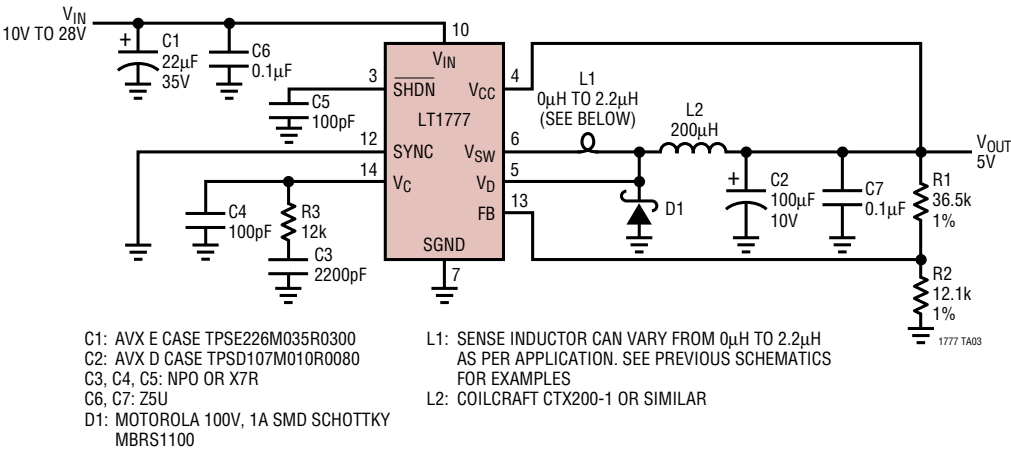 VIN
10V TO 28V
C1
22µF
35V
+
C6
0.1µF
10
VIN
3
SHDN
C5
100pF
4
VCC
LT1777
L1
0µH TO 2.2µH
(SEE BELOW)
12
SYNC
6
VSW
L2
200µH
VOUT
5V
14
VC
5
VD
C4
100pF
R3
12k
C3
2200pF
13
FB
D1
+
C2
100µF
10V
C7
0.1µF
R1
36.5k
1%
SGND
7
R2
12.1k
1%
1777 TA03
C1: AVX E CASE TPSE226M035R0300
C2: AVX D CASE TPSD107M010R0080
C3, C4, C5: NPO OR X7R
C6, C7: Z5U
D1: MOTOROLA 100V, 1A SMD SCHOTTKY
MBRS1100
L1: SENSE INDUCTOR CAN VARY FROM 0µH TO 2.2µH
AS PER APPLICATION. SEE PREVIOUS SCHEMATICS
FOR EXAMPLES
L2: COILCRAFT CTX200-1 OR SIMILAR